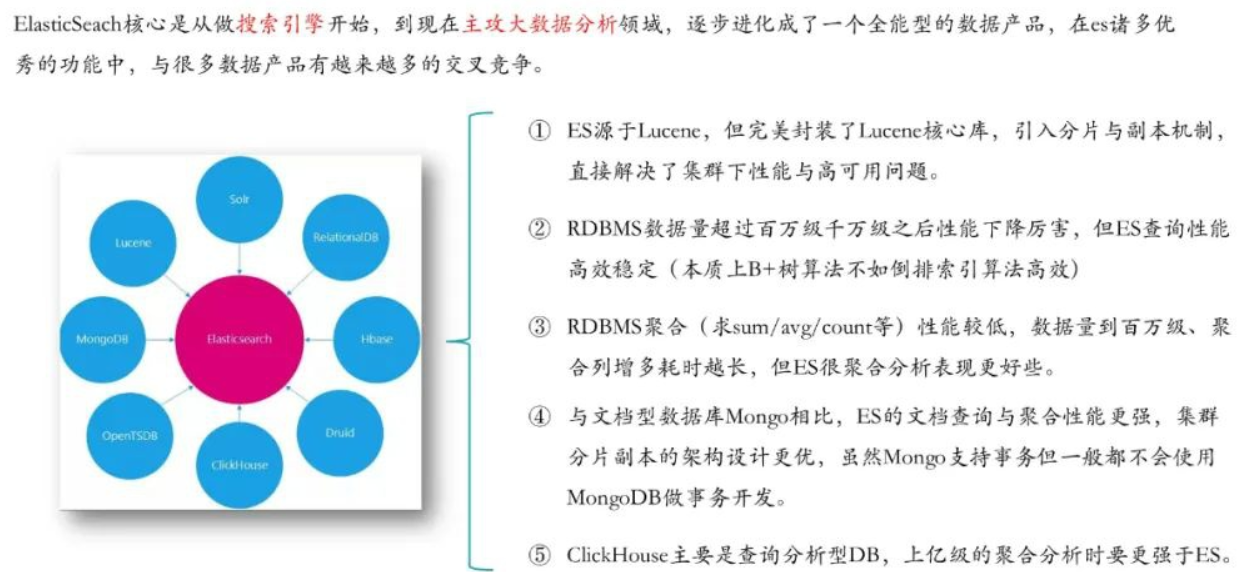 ElasticSeach核心是从做搜索引擎开始，到现在主攻大数据分析领域，逐步进化成了一个全能型的数据产品，在es诸多优
秀的功能中，与很多数据产品有越来越多的交叉竞争。
Solr
Lucene
RelationalDB
MongoDB
Elasticsearch
Hbase
OpenTSDB
Druid
ClickHouse
① ES源于Lucene，但完美封装了Lucene核心库，引入分片与副本机制，
直接解决了集群下性能与高可用问题。
② RDBMS数据量超过百万级千万级之后性能下降厉害，但ES查询性能
高效稳定（本质上B+树算法不如倒排索引算法高效）
③ RDBMS聚合（求sum/avg/count等）性能较低，数据量到百万级、聚
合列增多耗时越长，但ES很聚合分析表现更好些。
④ 与文档型数据库Mongo相比，ES的文档查询与聚合性能更强，集群
分片副本的架构设计更优，虽然Mongo支持事务但一般都不会使用
MongoDB做事务开发。
⑤ ClickHouse主要是查询分析型DB，上亿级的聚合分析时要更强于ES。